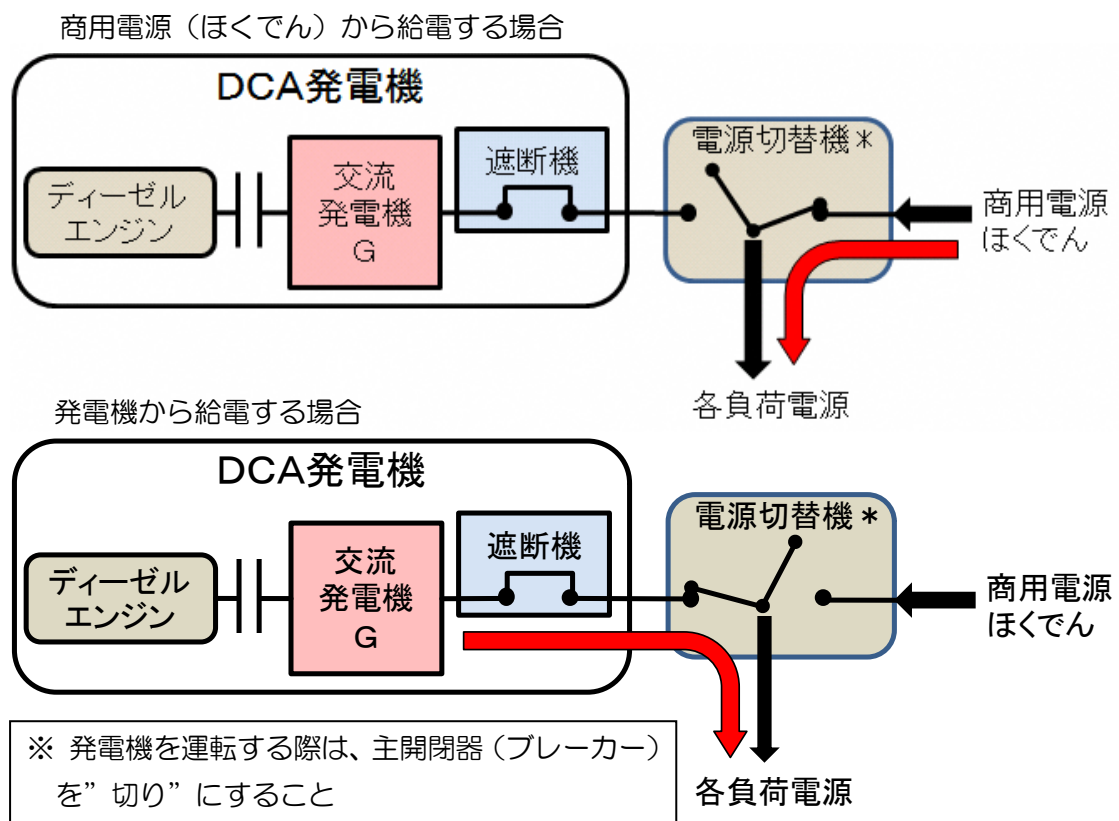 商用電源（ほくでん）から給電する場合
DCA発電機
ディーゼル
エンジン
交流
発電機
G
遮断機
電源切替機＊
商用電源
ほくでん
各負荷電源
発電機から給電する場合
DCA発電機
ディーゼル
エンジン
交流
発電機
G
遮断機
電源切替機＊
商用電源
ほくでん
各負荷電源
※ 発電機を運転する際は、主開閉器（ブレーカー）
を”切り”にすること